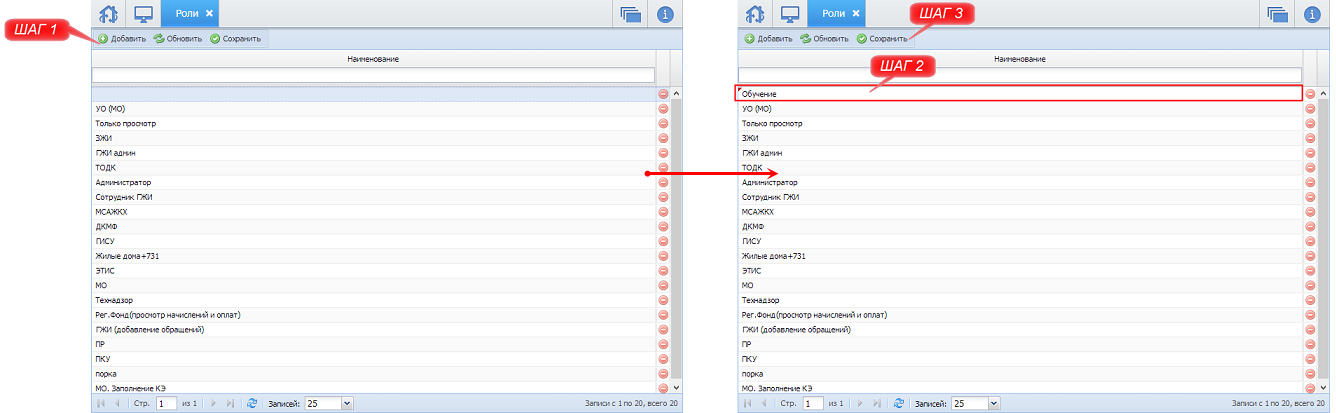 Роли
ШАГ 1
Добавить Обновить Сохранить
Наименование
УО (МО)
Только просмотр
ЗЖИ
ГЖИ админ
ТОДК
Администратор
Сотрудник ГЖИ
МСАЖКХ
ДКМФ
ГИСУ
Жилые дома+731
ЭТИС
МО
Технадзор
Рег.Фонд(просмотр начислений и оплат)
ГЖИ (добавление обращений)
ПР
ПКУ
порка
МО. Заполнение КЭ
Стр. 1 из 1 Записей: 25 Записи с 1 по 20, всего 20
Роли
ШАГ 3
Добавить Обновить Сохранить
Наименование
ШАГ 2
Обучение
УО (МО)
Только просмотр
ЗЖИ
ГЖИ админ
ТОДК
Администратор
Сотрудник ГЖИ
МСАЖКХ
ДКМФ
ГИСУ
Жилые дома+731
ЭТИС
МО
Технадзор
Рег.Фонд(просмотр начислений и оплат)
ГЖИ (добавление обращений)
ПР
ПКУ
порка
МО. Заполнение КЭ
Стр. 1 из 1 Записей: 25 Записи с 1 по 20, всего 20